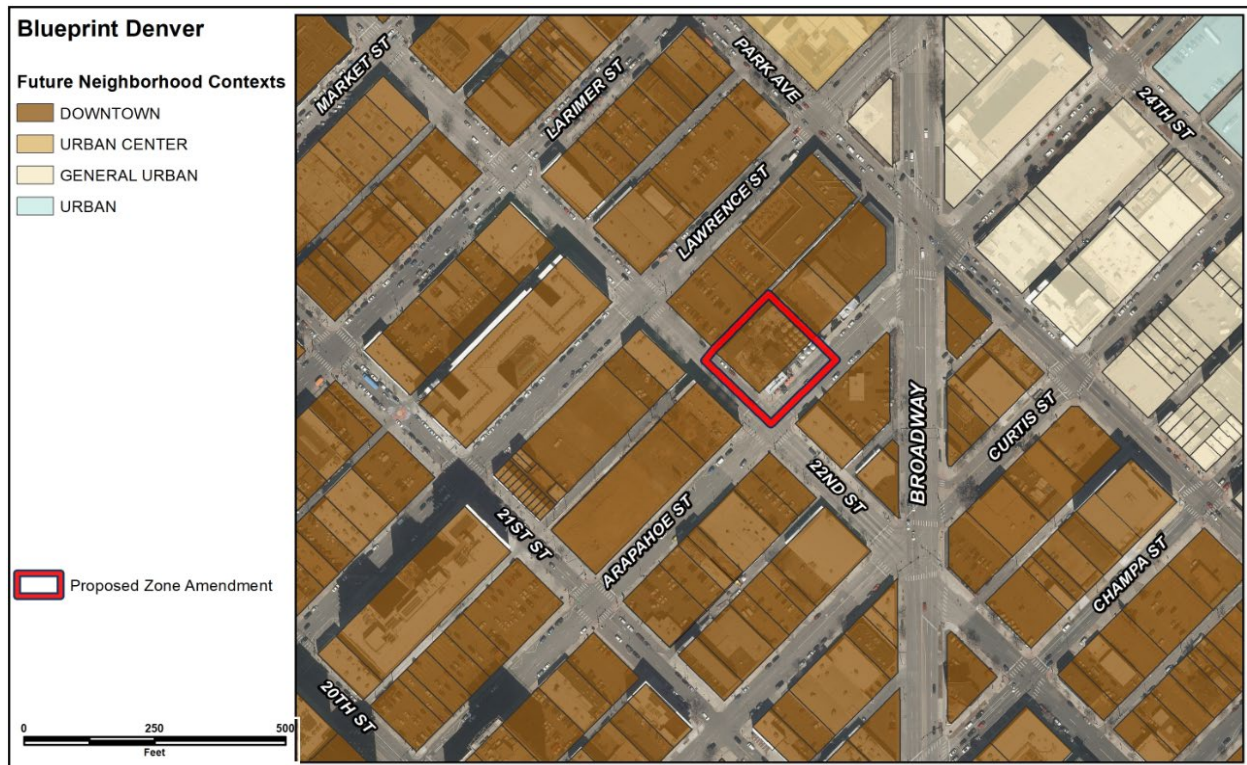 Blueprint Denver
Future Neighborhood Contexts
DOWNTOWN
URBAN CENTER
GENERAL URBAN
URBAN
Proposed Zone Amendment
0 250 500
Feet
MARKET ST
LARIMER ST
PARK AVE
24TH ST
LAWRENCE ST
BROADWAY
CURTIS ST
22ND ST
21ST ST
ARAPAHOE ST
CHAMPA ST
20TH ST